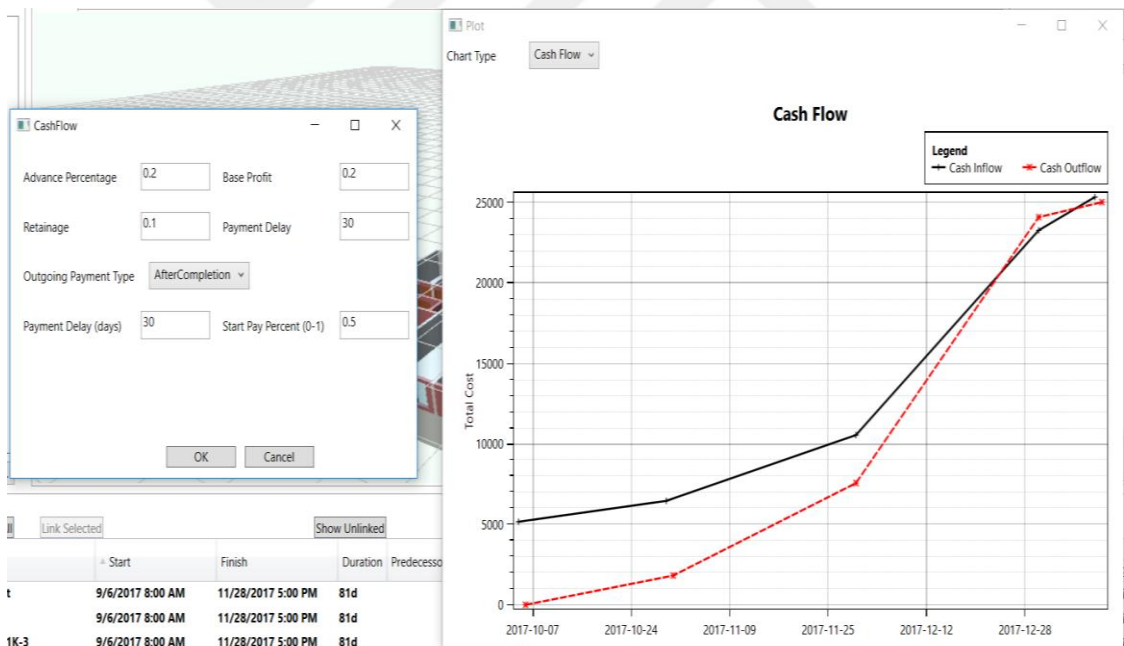 Plot
Chart Type Cash Flow
CashFlow
Advance Percentage 0.2 Base Profit 0.2
Retainage 0.1 Payment Delay 30
Outgoing Payment Type AfterCompletion
Payment Delay (days) 30 Start Pay Percent (0-1) 0.5
OK Cancel
Cash Flow
Legend
Cash Inflow Cash Outflow
Total Cost
25000
20000
15000
10000
5000
0
2017-10-07 2017-10-24 2017-11-09 2017-11-25 2017-12-12 2017-12-28
Link Selected Show Unlinked
Start Finish Duration Predecesso
t 9/6/2017 8:00 AM 11/28/2017 5:00 PM 81d
9/6/2017 8:00 AM 11/28/2017 5:00 PM 81d
1K-3 9/6/2017 8:00 AM 11/28/2017 5:00 PM 81d